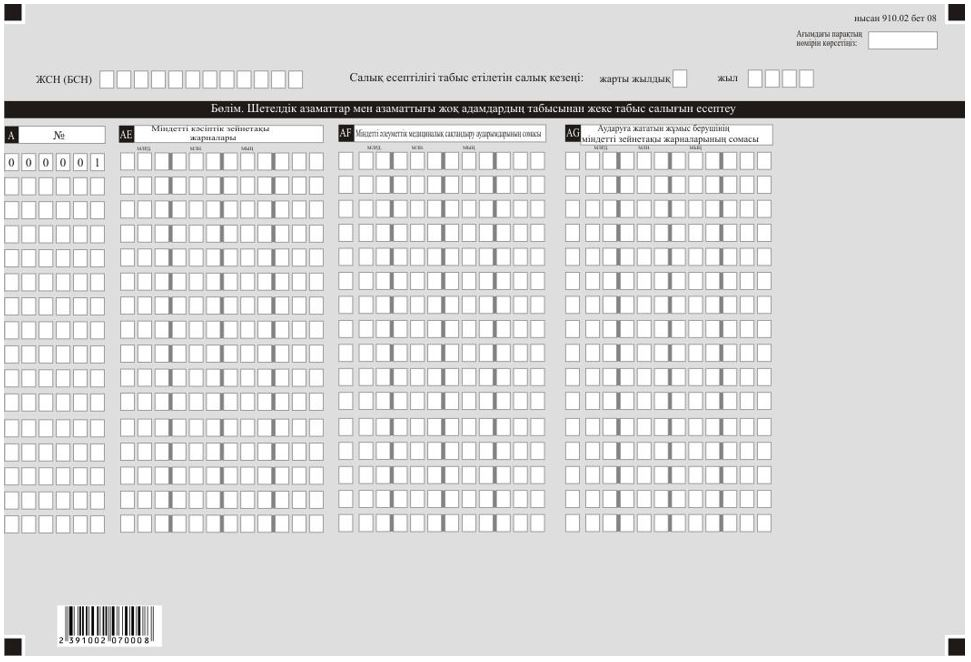 нысан 910.02 бет 08
Ағымдағы парақтың
нөмірін көрсетіңіз:
ЖСН (БСН)
Салық есептілігі табыс етілетін салық кезеңі: жарты жылдық жыл
Бөлім. Шетелдік азаматтар мен азаматтығы жоқ адамдардың табысынан жеке табыс салығын есептеу
A №
AE Міндетті кәсіптік зейнетақы
жарналары
AF Міндетті әлеуметтік медициналық сақтандыру аударымдарының сомасы
AG Аударуға жататын жұмыс берушінің
міндетті зейнетақы жарналарының сомасы
млрд. млн. мың млрд. млн. мың млрд. млн. мың
0 0 0 0 0 1
2 391002 070008